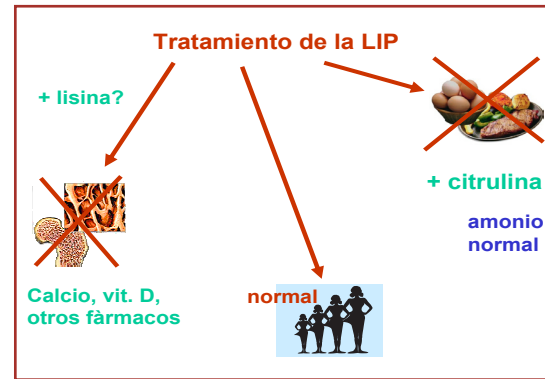 Tratamiento de la LIP
+ lisina?
+ citrulina
amonio
normal
Calcio, vit. D,
otros fàrmacos
normal